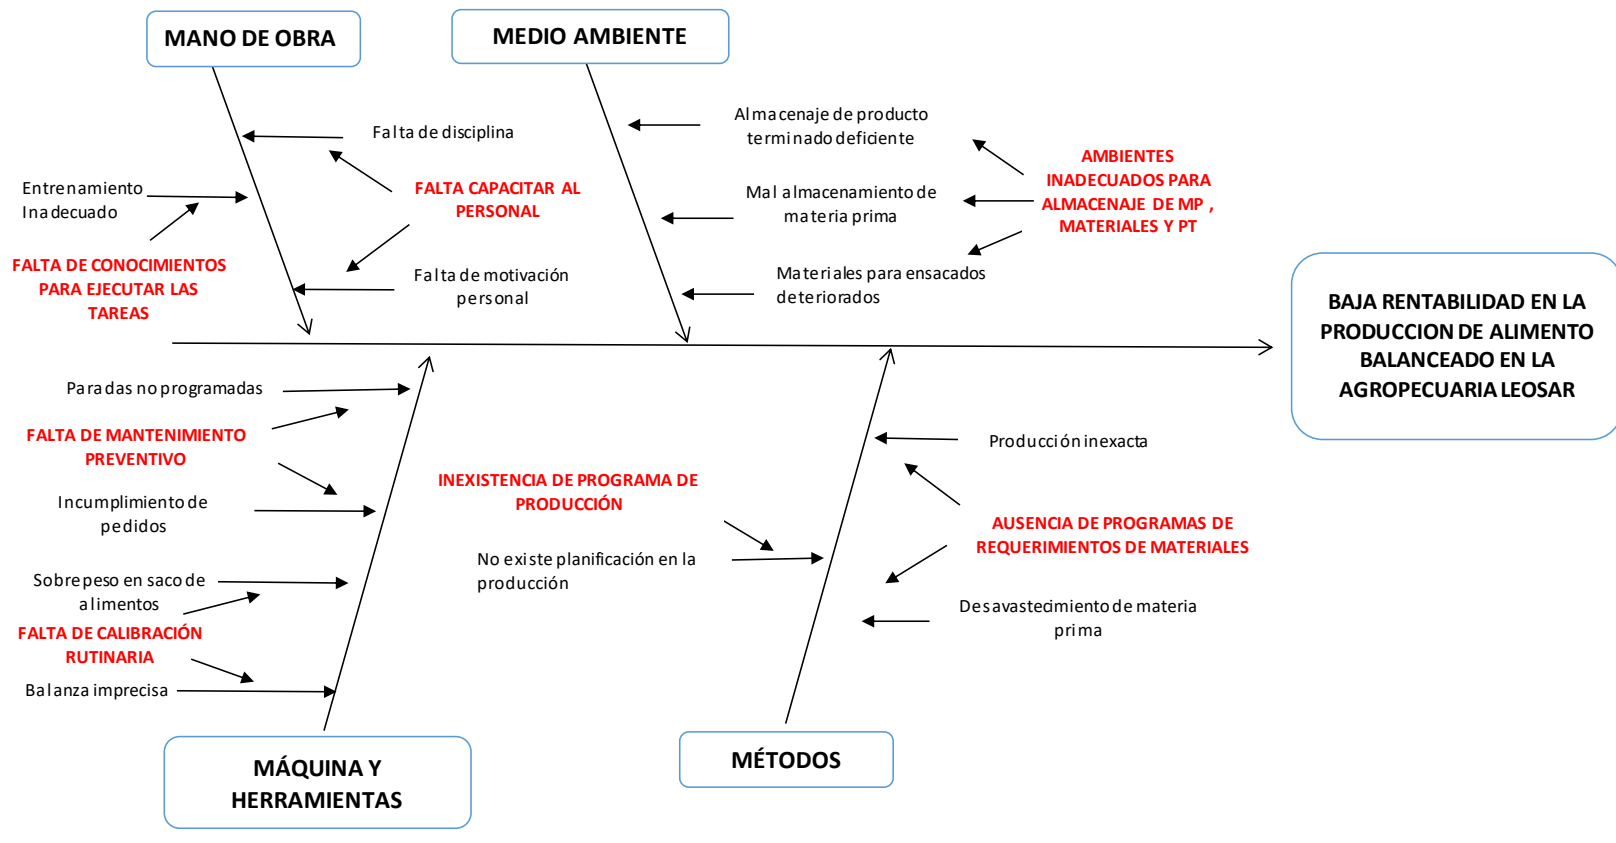 MANO DE OBRA
MEDIO AMBIENTE
Falta de disciplina
Almacenaje de producto
terminado deficiente
Entrenamiento
Inadecuado
FALTA CAPACITAR AL
PERSONAL
Mal almacenamiento de
materia prima
AMBIENTES
INADECUADOS PARA
ALMACENAJE DE MP ,
MATERIALES Y PT
FALTA DE CONOCIMIENTOS
PARA EJECUTAR LAS
TAREAS
Falta de motivación
personal
Materiales para ensacados
deteriorados
BAJA RENTABILIDAD EN LA
PRODUCCION DE ALIMENTO
BALANCEADO EN LA
AGROPECUARIA LEOSAR
Paradas no programadas
FALTA DE MANTENIMIENTO
PREVENTIVO
Incumplimiento de
pedidos
Sobrepeso en saco de
alimentos
FALTA DE CALIBRACIÓN
RUTINARIA
Balanza imprecisa
INEXISTENCIA DE PROGRAMA DE
PRODUCCIÓN
No existe planificación en la
producción
Producción inexacta
AUSENCIA DE PROGRAMAS DE
REQUERIMIENTOS DE MATERIALES
Desavastecimiento de materia
prima
MÁQUINA Y
HERRAMIENTAS
MÉTODOS